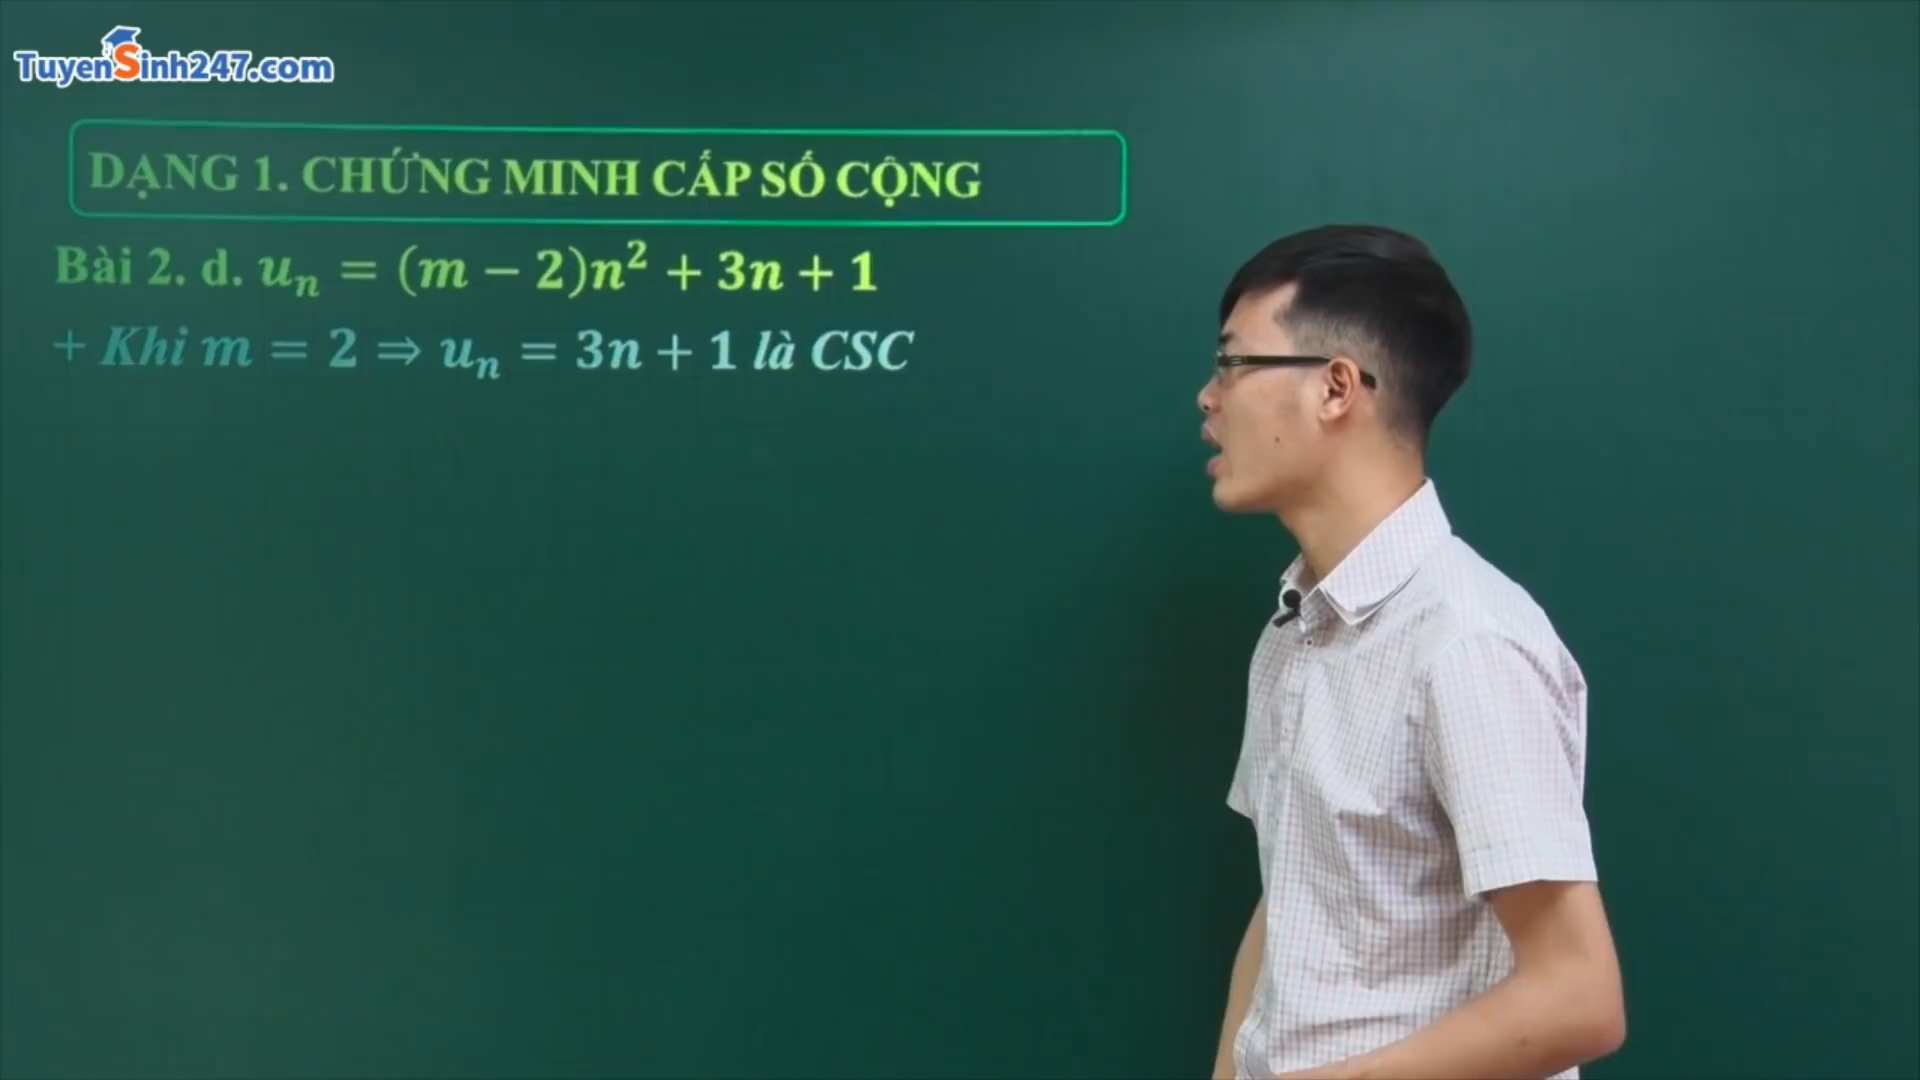 TuyenSinh247.com
DẠNG 1. CHỨNG MINH CẤP SỐ CỘNG
Bài 2. d. uₙ = (m − 2)n² + 3n + 1
+ Khi m = 2 ⇒ uₙ = 3n + 1 là CSC